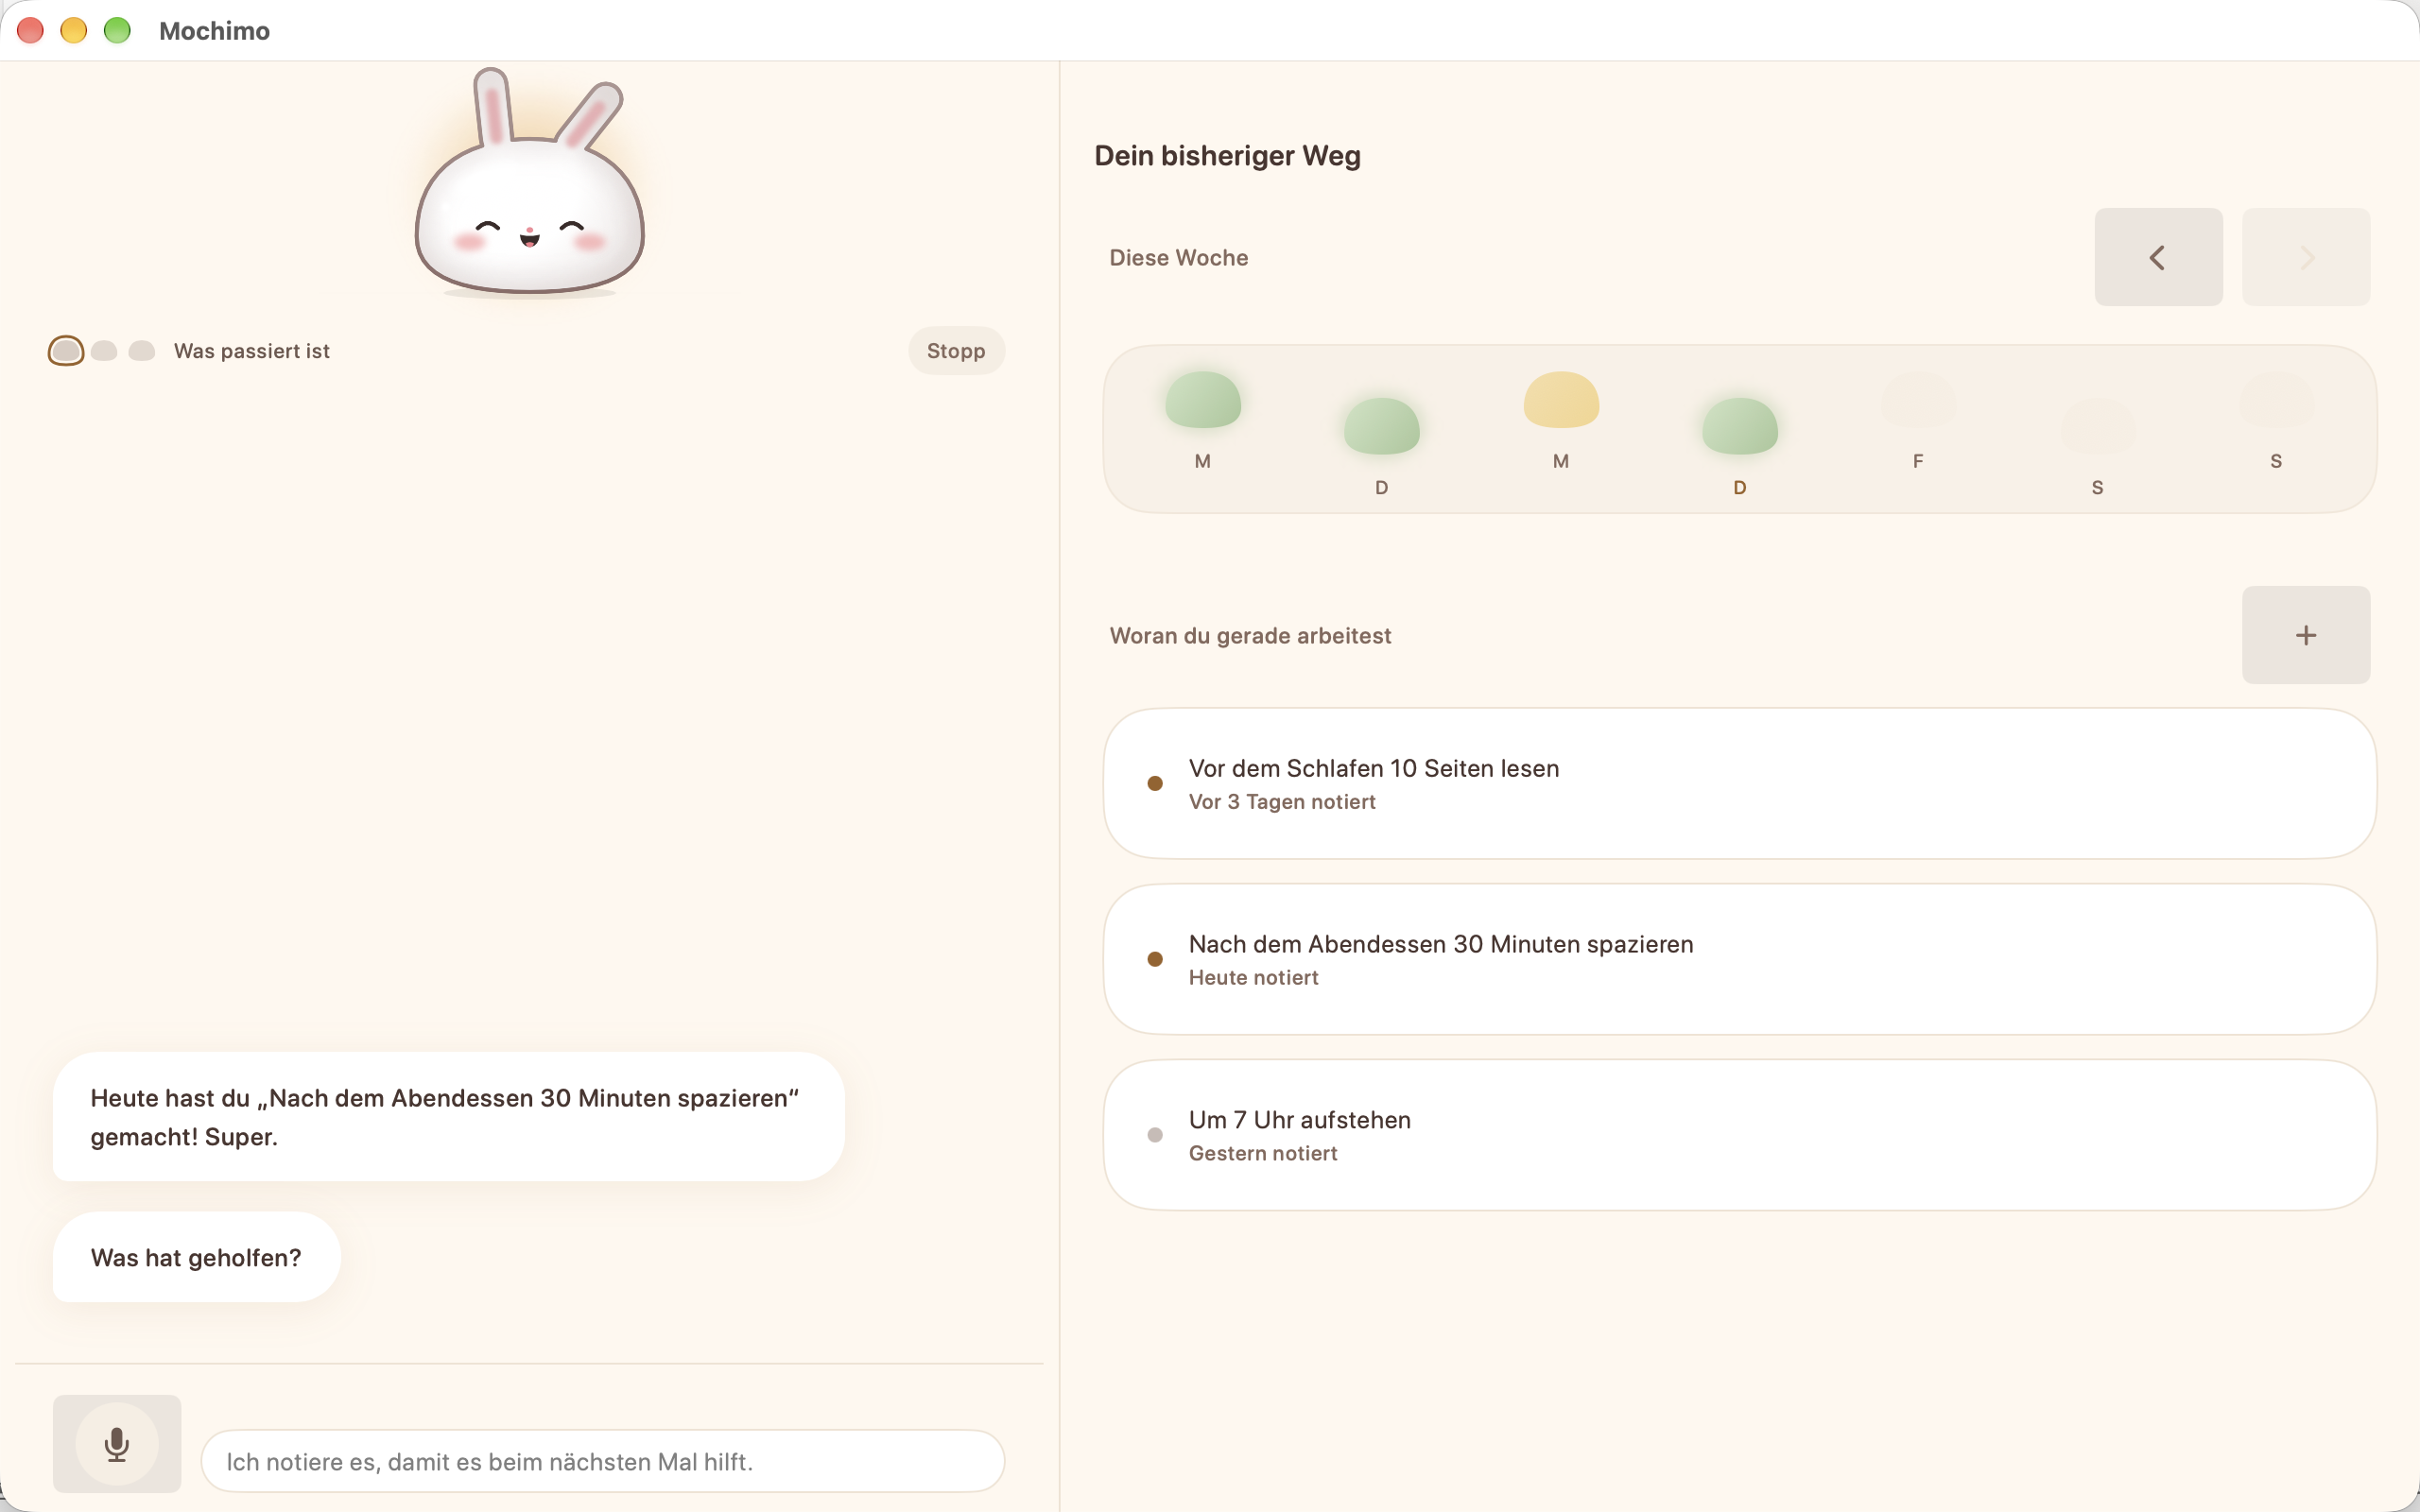 Mochimo
Was passiert ist
Stopp
Heute hast du „Nach dem Abendessen 30 Minuten spazieren“
gemacht! Super.
Was hat geholfen?
Ich notiere es, damit es beim nächsten Mal hilft.
Dein bisheriger Weg
Diese Woche
M
D
M
D
F
S
S
Woran du gerade arbeitest
Vor dem Schlafen 10 Seiten lesen
Vor 3 Tagen notiert
Nach dem Abendessen 30 Minuten spazieren
Heute notiert
Um 7 Uhr aufstehen
Gestern notiert